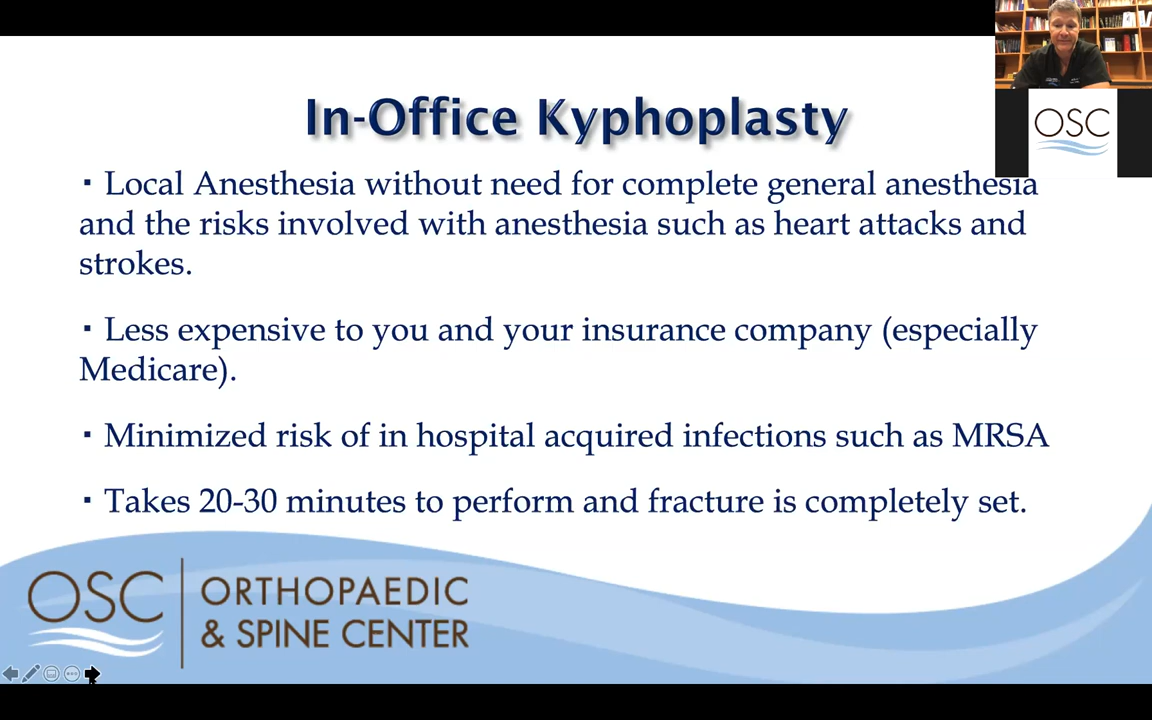 In-Office Kyphoplasty
OSC
▪ Local Anesthesia without need for complete general anesthesia
and the risks involved with anesthesia such as heart attacks and
strokes.
▪ Less expensive to you and your insurance company (especially
Medicare).
▪ Minimized risk of in hospital acquired infections such as MRSA
▪ Takes 20-30 minutes to perform and fracture is completely set.
OSC
ORTHOPAEDIC
& SPINE CENTER